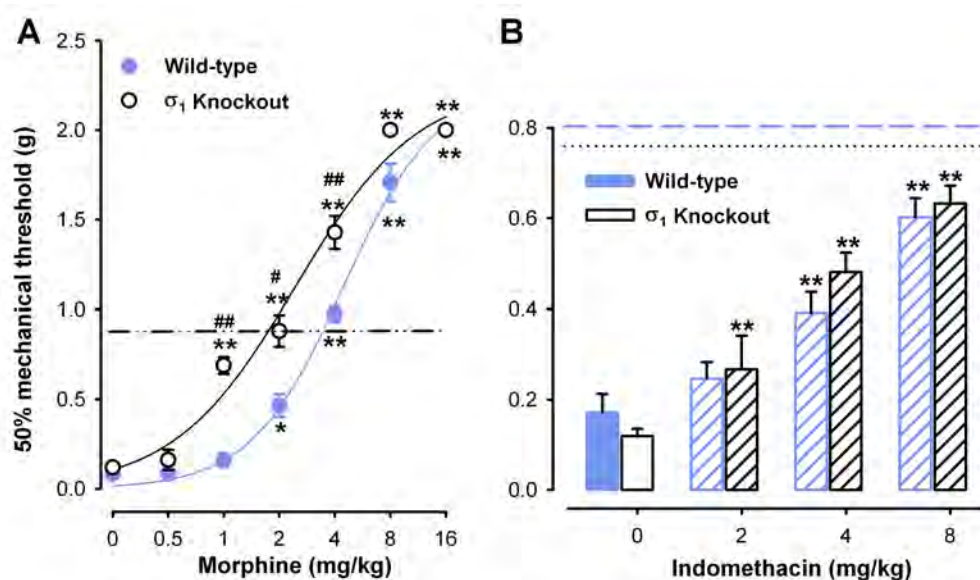 A
2.5
2.0
1.5
1.0
0.5
0.0
50% mechanical threshold (g)
Wild-type
σ1 Knockout
##
**
#
**
##
**
**
**
*
**
**
**
0 0.5 1 2 4 8 16
Morphine (mg/kg)
B
0.8
0.6
0.4
0.2
0.0
Wild-type
σ1 Knockout
**
**
**
**
**
0 2 4 8
Indomethacin (mg/kg)